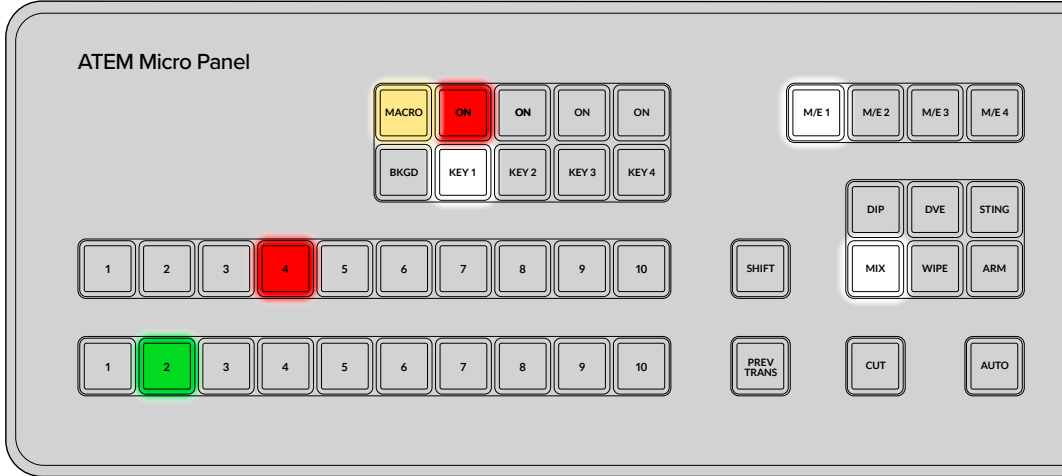 ATEM Micro Panel
MACRO ON ON ON ON
M/E 1 M/E 2 M/E 3 M/E 4
BKGD KEY 1 KEY 2 KEY 3 KEY 4
DIP DVE STING
1 2 3 4 5 6 7 8 9 10
SHIFT
MIX WIPE ARM
1 2 3 4 5 6 7 8 9 10
PREV
TRANS
CUT
AUTO